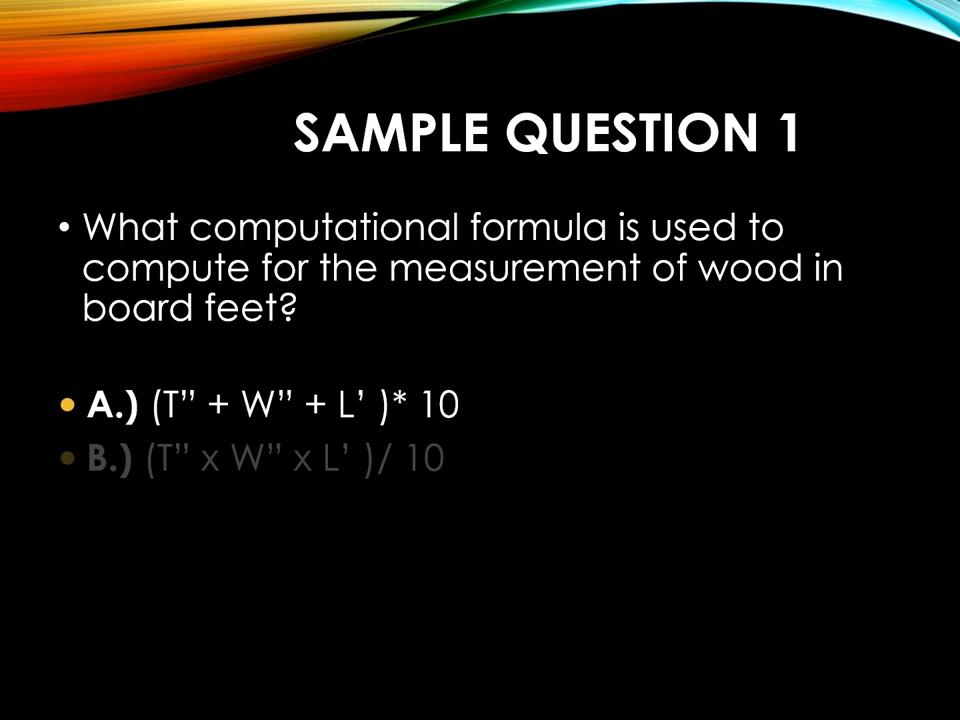 SAMPLE QUESTION 1
• What computational formula is used to
compute for the measurement of wood in
board feet?
• A.) (T” + W” + L’ )* 10
• B.) (T” x W” x L’ )/ 10